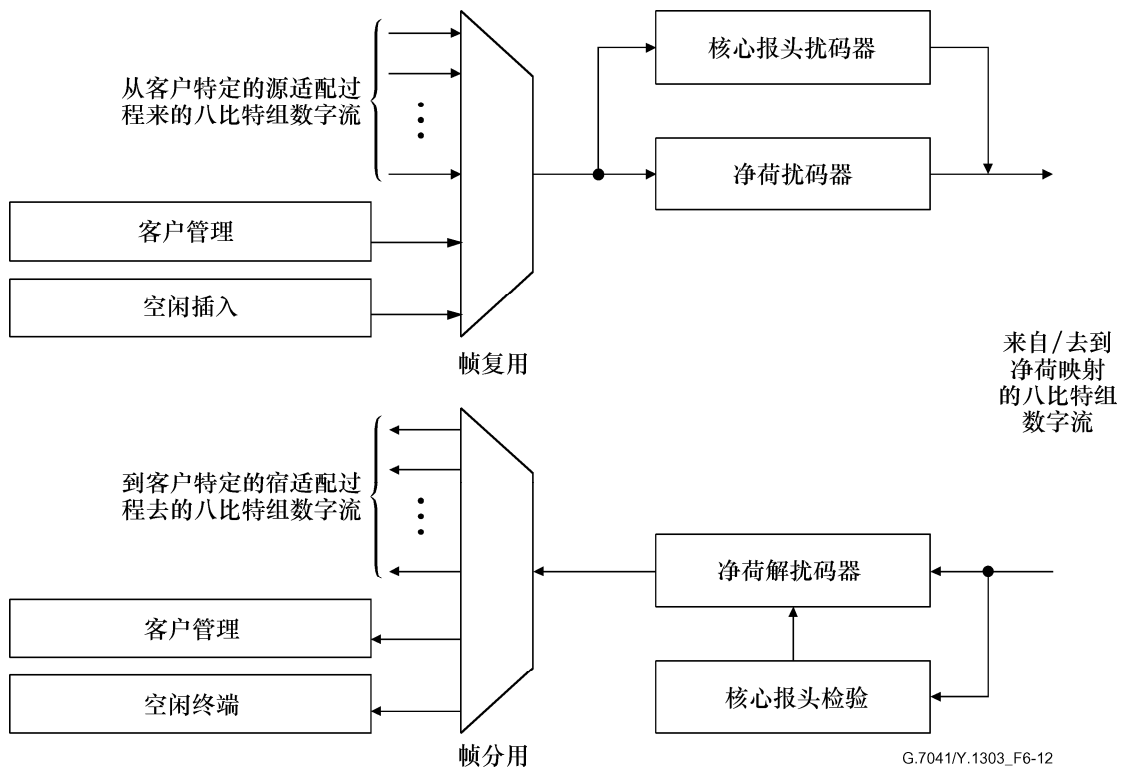 核心报头扰码器
从客户特定的源适配过
程来的八比特组数字流
净荷扰码器
客户管理
空闲插入
帧复用
来自/去到
净荷映射
的八比特组
数字流
到客户特定的宿适配过
程去的八比特组数字流
净荷解扰码器
客户管理
核心报头检验
空闲终端
帧分用
G.7041/Y.1303_F6-12